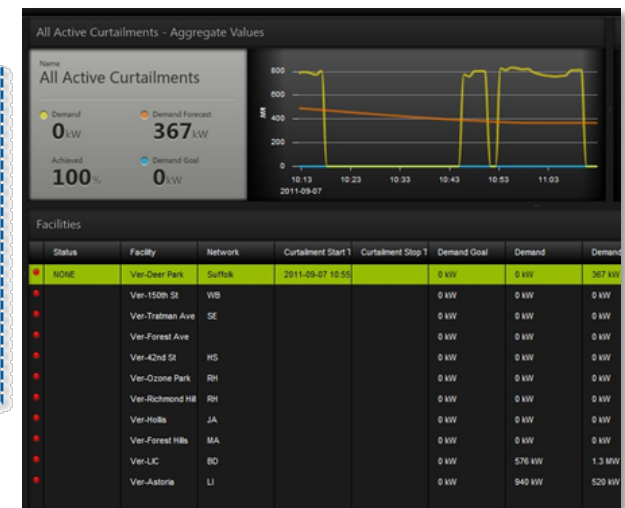 All Active Curtailments - Aggregate Values
Name
All Active Curtailments
Demand
0 kW
Demand Forecast
367 kW
Achieved
100%
Demand Goal
0 kW
800
600
400
200
0
10:13 10:23 10:33 10:43 10:53 11:03
2011-09-07
Facilities
Status Facility Network Curtailment Start T Curtailment Stop T Demand Goal Demand Demand
NONE Ver-Deer Park Suffolk 2011-09-07 10:55 0 kW 0 kW 367 kW
Ver-150th St WB 0 kW 0 kW 0 kW
Ver-Tratman Ave SE 0 kW 0 kW 0 kW
Ver-Forest Ave 0 kW 0 kW 0 kW
Ver-42nd St HS 0 kW 0 kW 0 kW
Ver-Ozone Park RH 0 kW 0 kW 0 kW
Ver-Richmond Hill RH 0 kW 0 kW 0 kW
Ver-Hollis JA 0 kW 0 kW 0 kW
Ver-Forest Hills MA 0 kW 0 kW 0 kW
Ver-LIC BD 0 kW 576 kW 1.3 MW
Ver-Astoria LI 0 kW 940 kW 520 kW